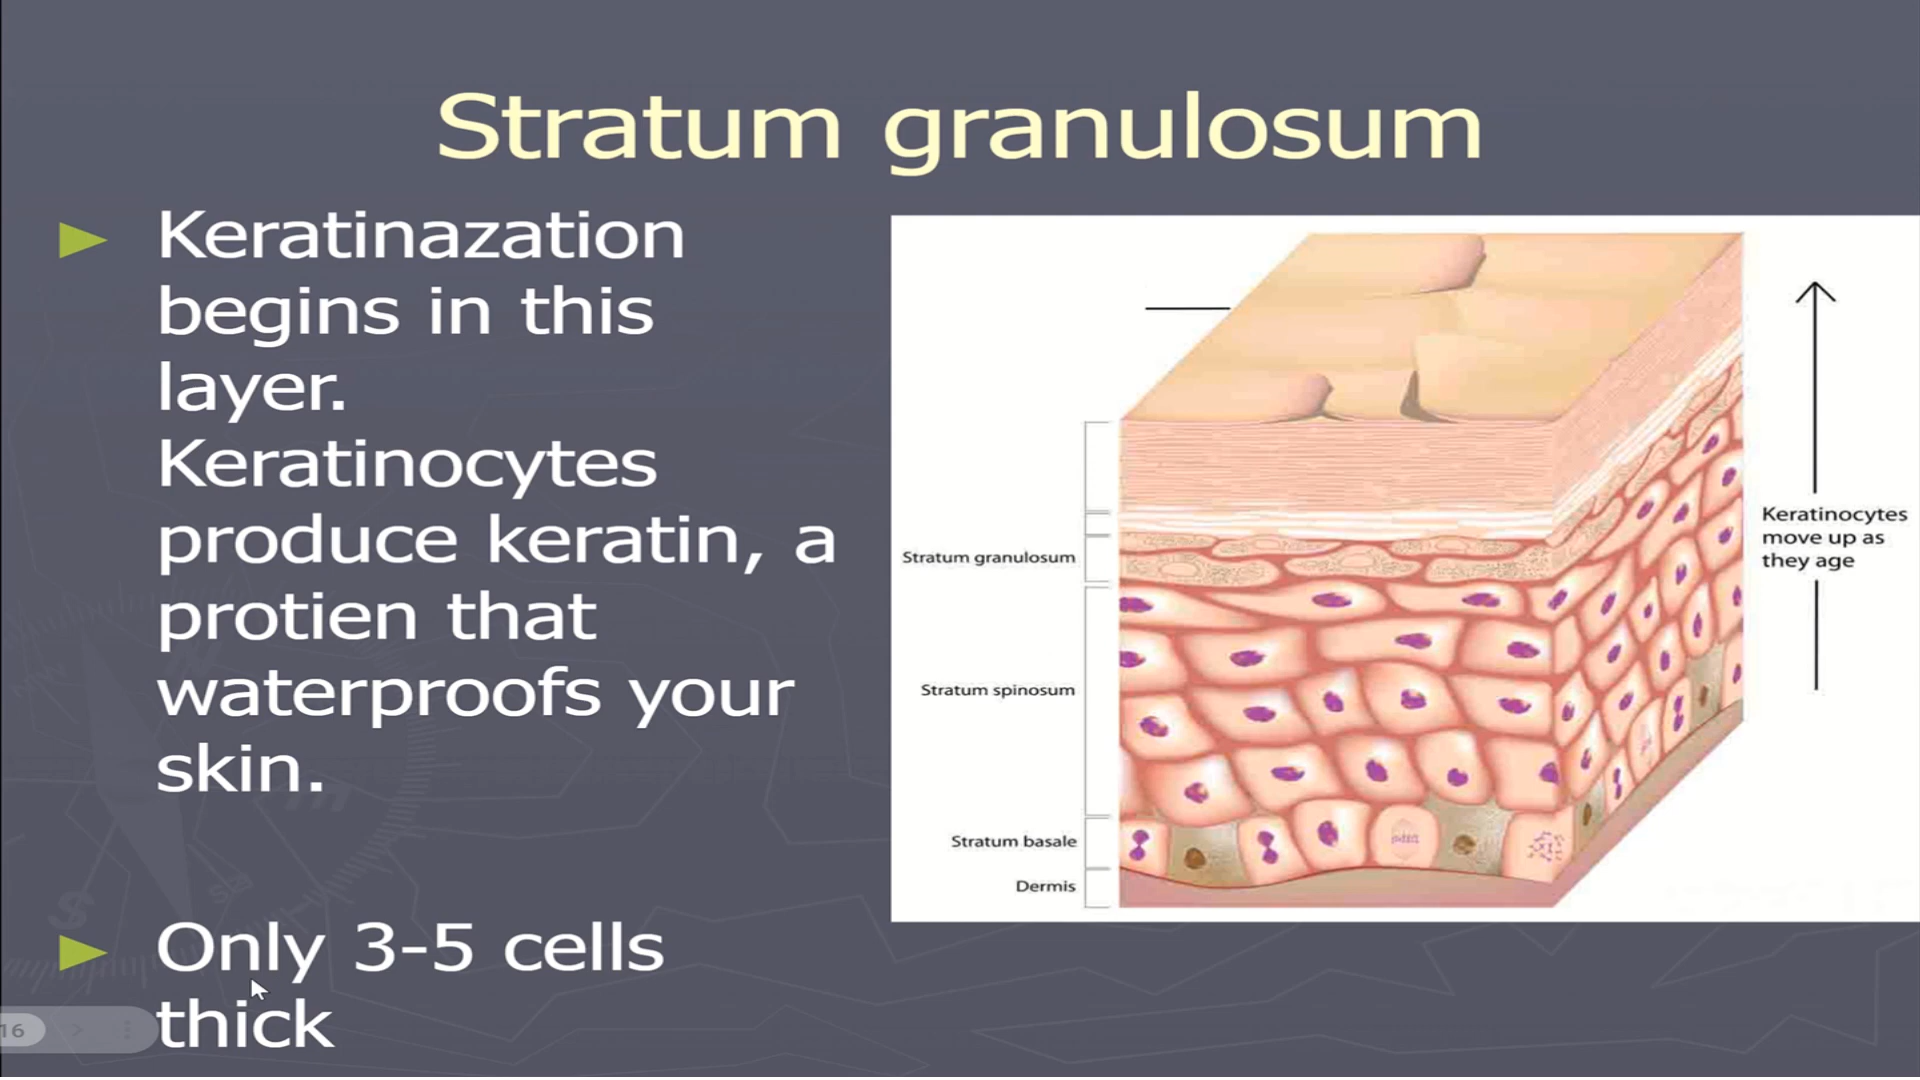 Stratum granulosum
Keratinazation
begins in this
layer.
Keratinocytes
produce keratin, a
protien that
waterproofs your
skin.
Only 3-5 cells
thick
Stratum granulosum
Stratum spinosum
Stratum basale
Dermis
Keratinocytes
move up as
they age
16